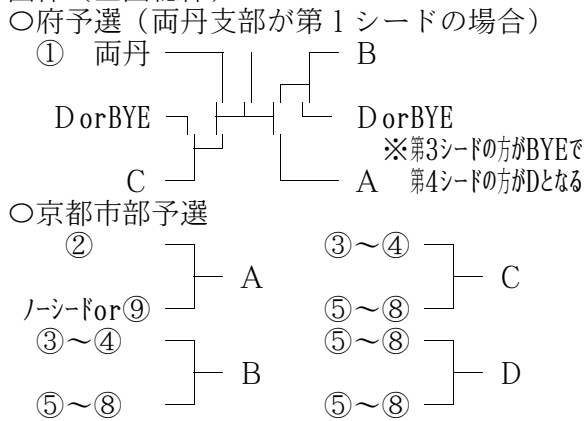 〇府予選（両丹支部が第１シードの場合）
① 両丹 B
DorBYE DorBYE
※第3シードの方がBYEで
C A 第4シードの方がDとなる
〇京都市部予選
② ③～④
A C
ノーシードor⑨ ⑤～⑧
③～④ ⑤～⑧
B D
⑤～⑧ ⑤～⑧